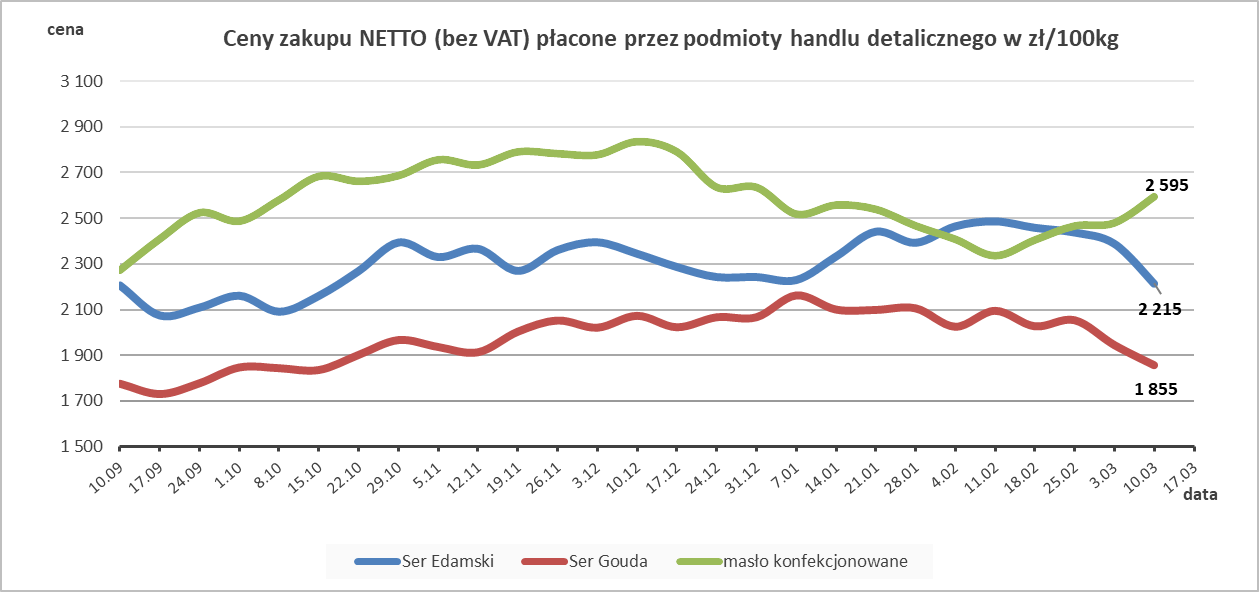 cena
Ceny zakupu NETTO (bez VAT) płacone przez podmioty handlu detalicznego w zł/100kg
3 100
2 900
2 700
2 500
2 300
2 100
1 900
1 700
1 500
2 595
2 215
1 855
10.09 17.09 24.09 1.10 8.10 15.10 22.10 29.10 5.11 12.11 19.11 26.11 3.12 10.12 17.12 24.12 31.12 7.01 14.01 21.01 28.01 4.02 11.02 18.02 25.02 3.03 10.03 17.03
data
Ser Edamski Ser Gouda masło konfekcjonowane